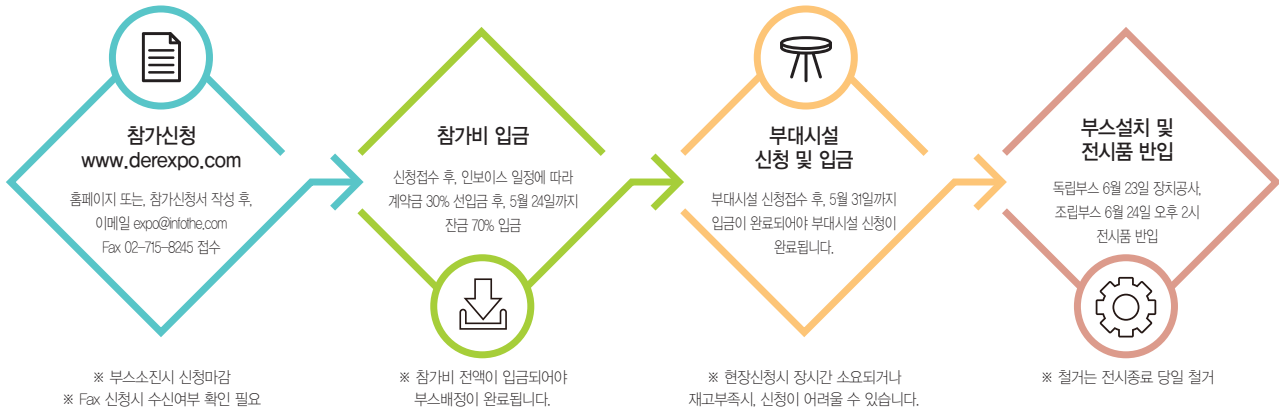 참가신청
www.derexpo.com
홈페이지 또는, 참가신청서 작성 후,
이메일 expo@infothe.com
Fax 02-715-8245 접수
※ 부스소진시 신청마감
※ Fax 신청시 수신여부 확인 필요
참가비 입금
신청접수 후, 인보이스 일정에 따라
계약금 30% 선입금 후, 5월 24일까지
잔금 70% 입금
※ 참가비 전액이 입금되어야
부스배정이 완료됩니다.
부대시설
신청 및 입금
부대시설 신청접수 후, 5월 31일까지
입금이 완료되어야 부대시설 신청이
완료됩니다.
※ 현장신청시 장시간 소요되거나
재고부족시, 신청이 어려울 수 있습니다.
부스설치 및
전시품 반입
독립부스 6월 23일 장치공사,
조립부스 6월 24일 오후 2시
전시품 반입
※ 철거는 전시종료 당일 철거